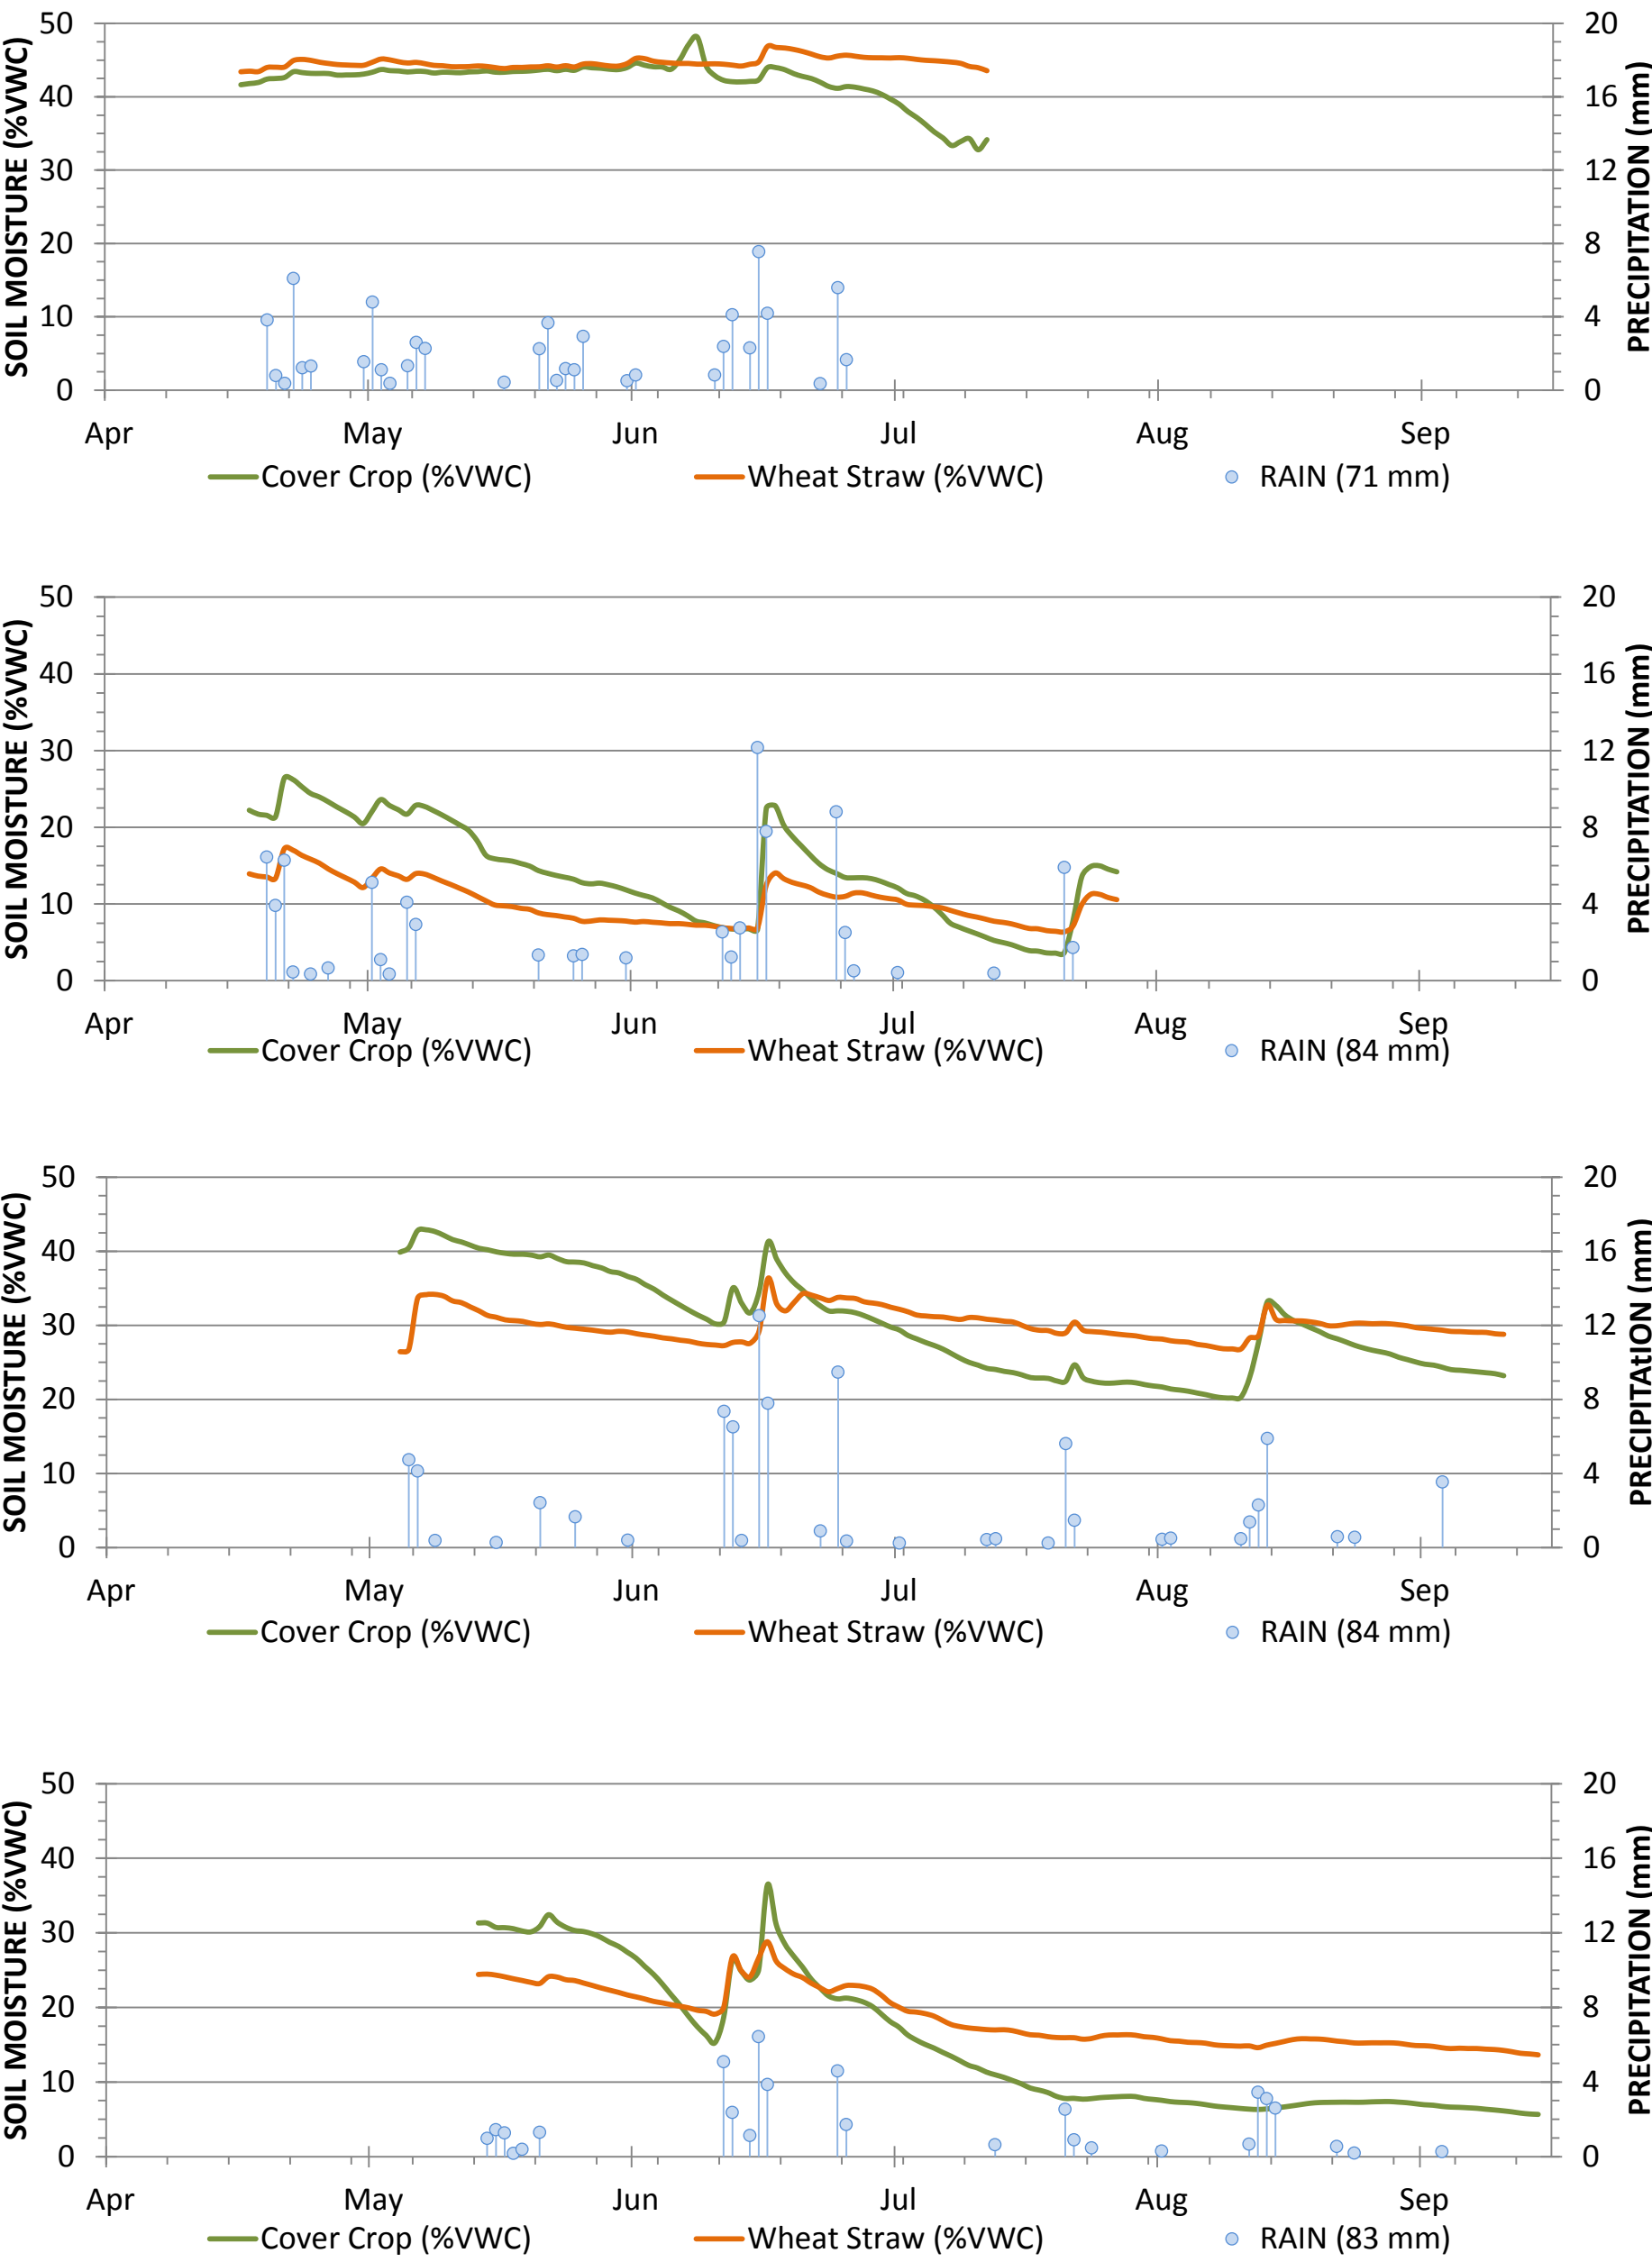 50 20
40 16
30 12
20 8
10 4
0 0
SOIL MOISTURE (%VWC)
PRECIPITATION (mm)
Apr May Jun Jul Aug Sep
Cover Crop (%VWC) Wheat Straw (%VWC) RAIN (71 mm)
50 20
40 16
30 12
20 8
10 4
0 0
SOIL MOISTURE (%VWC)
PRECIPITATION (mm)
Apr May Jun Jul Aug Sep
Cover Crop (%VWC) Wheat Straw (%VWC) RAIN (84 mm)
50 20
40 16
30 12
20 8
10 4
0 0
SOIL MOISTURE (%VWC)
PRECIPITAtION (mm)
Apr May Jun Jul Aug Sep
Cover Crop (%VWC) Wheat Straw (%VWC) RAIN (84 mm)
50 20
40 16
30 12
20 8
10 4
0 0
SOIL MOISTURE (%VWC)
PRECIPITATION (mm)
Apr May Jun Jul Aug Sep
Cover Crop (%VWC) Wheat Straw (%VWC) RAIN (83 mm)